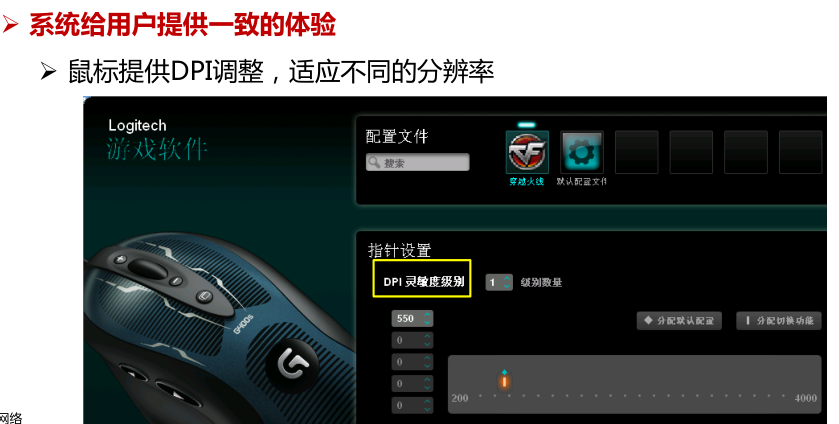 系统给用户提供一致的体验
鼠标提供DPI调整，适应不同的分辨率
Logitech
游戏软件
配置文件
搜索
穿越火线
默认配置文件
指针设置
DPI 灵敏度级别
1
级别数量
550
0
0
0
0
分配默认配置
分配切换功能
200
4000
G400s
网络